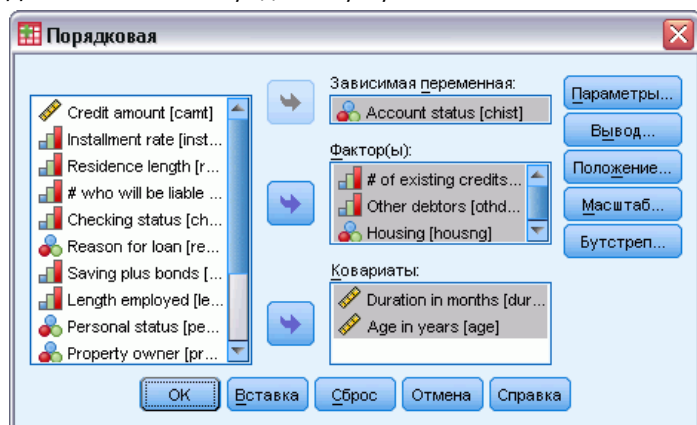 Порядковая
Credit amount [camt]
Installment rate [inst...
Residence length [r...
# who will be liable ...
Checking status [ch...
Reason for loan [re...
Saving plus bonds [...
Length employed [le...
Personal status [pe...
Property owner [pr...
Зависимая переменная:
Account status [chist]
Фактор(ы):
# of existing credits...
Other debtors [othd...
Housing [housng]
Ковариаты:
Duration in months [dur...
Age in years [age]
Параметры...
Вывод...
Положение...
Масштаб...
Бутстреп...
OK Вставка Сброс Отмена Справка